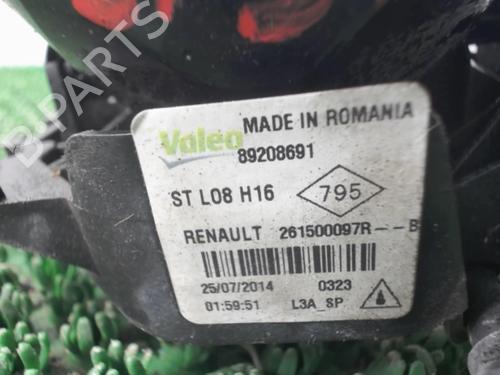 B-PARTS
Valeo MADE IN ROMANIA
89208691
ST L08 H16 795
RENAULT 261500097R--B
25/07/2014 0323
01:59:51 L3A_SP